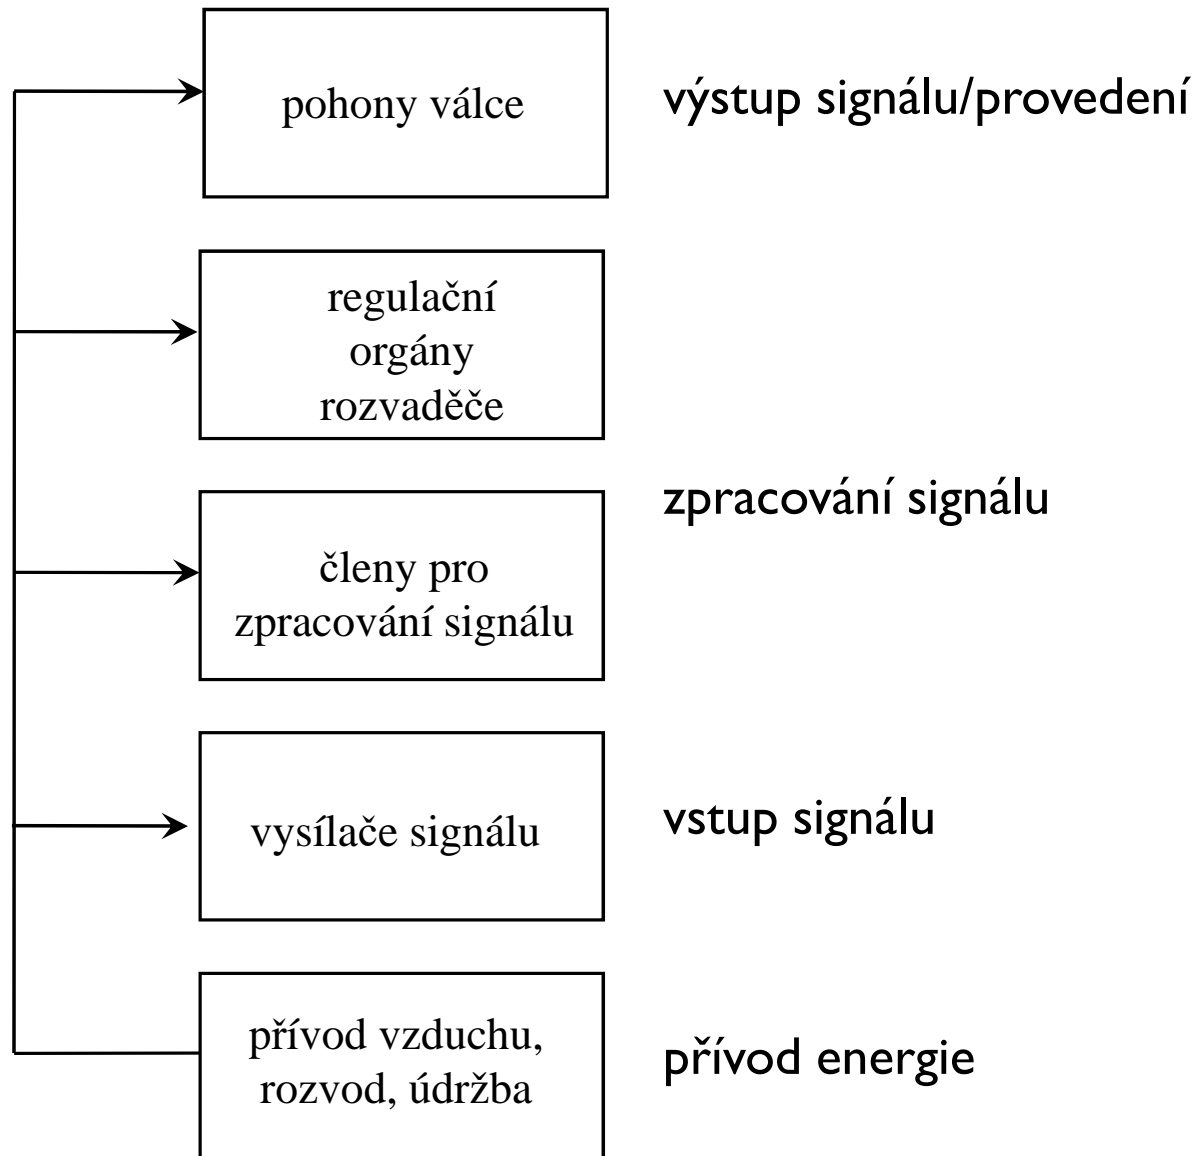 pohony válce
výstup signálu/provedení
regulační
orgány
rozvaděče
zpracování signálu
členy pro
zpracování signálu
vysílače signálu
vstup signálu
přívod vzduchu,
rozvod, údržba
přívod energie